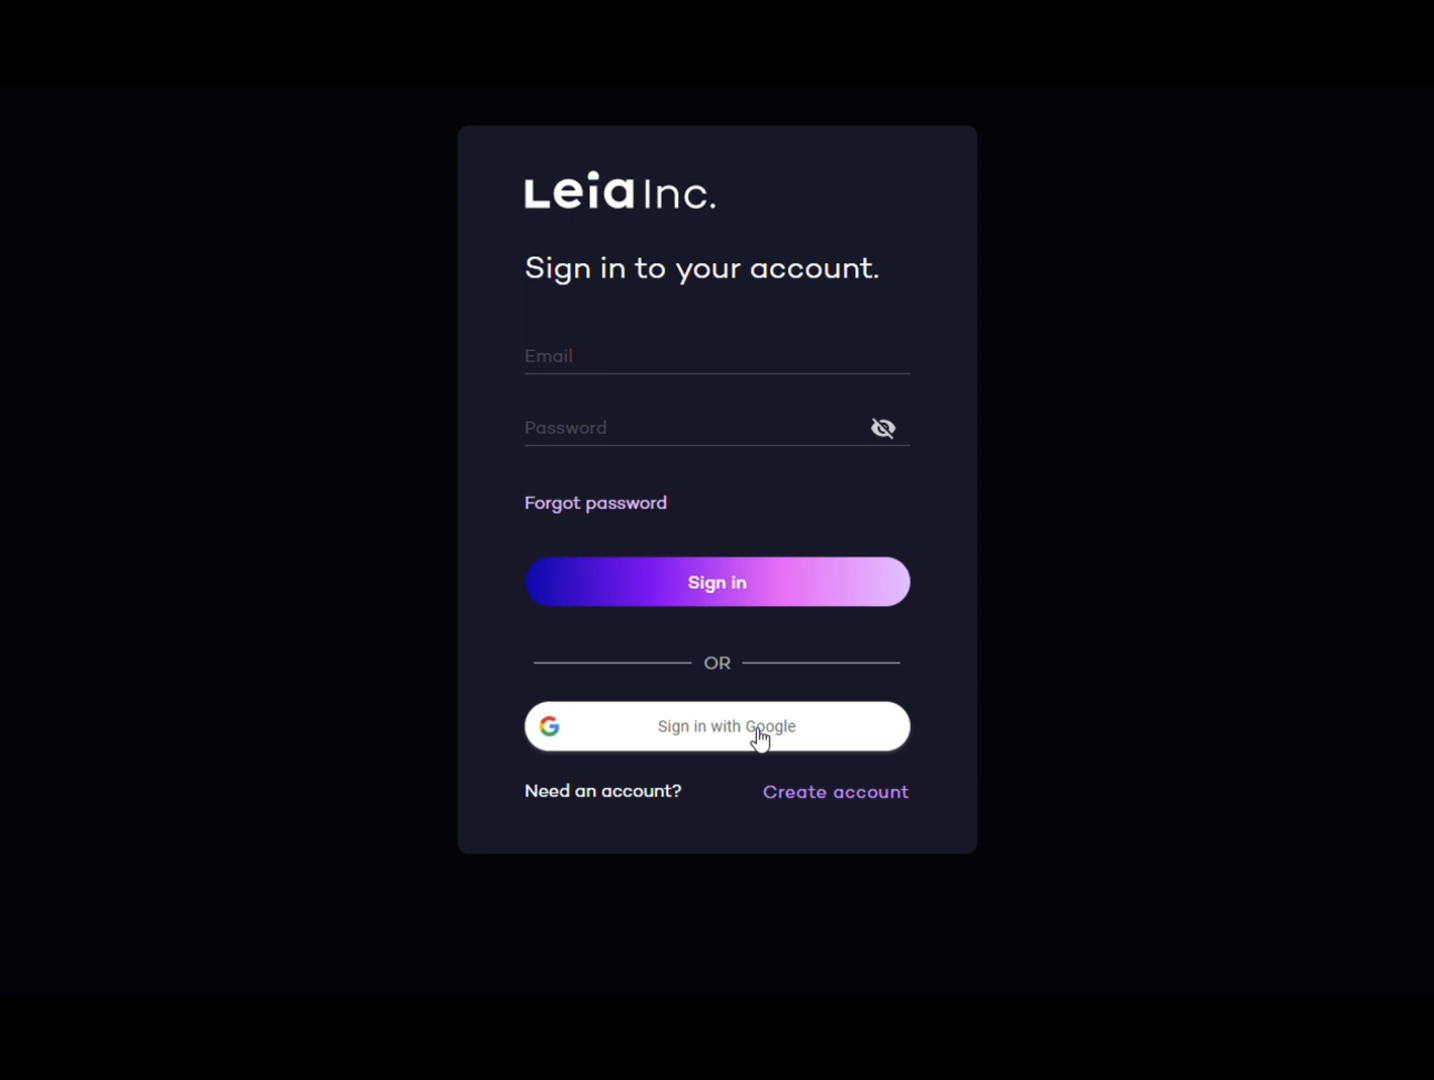 Leia Inc.
Sign in to your account.
Email
Password
Forgot password
Sign in
OR
Sign in with Google
Need an account? Create account